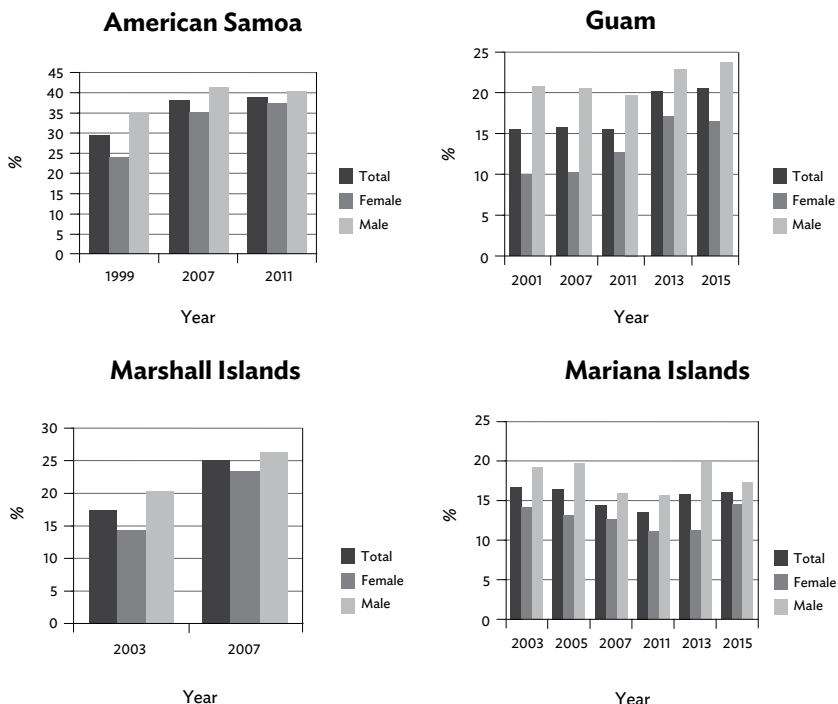 American Samoa
45
40
35
30
25
20
15
10
5
0
%
1999 2007 2011
Year
Total
Female
Male
Guam
25
20
15
10
5
0
%
2001 2007 2011 2013 2015
Year
Total
Female
Male
Marshall Islands
30
25
20
15
10
5
0
%
2003 2007
Year
Total
Female
Male
Mariana Islands
25
20
15
10
5
0
%
2003 2005 2007 2011 2013 2015
Year
Total
Female
Male